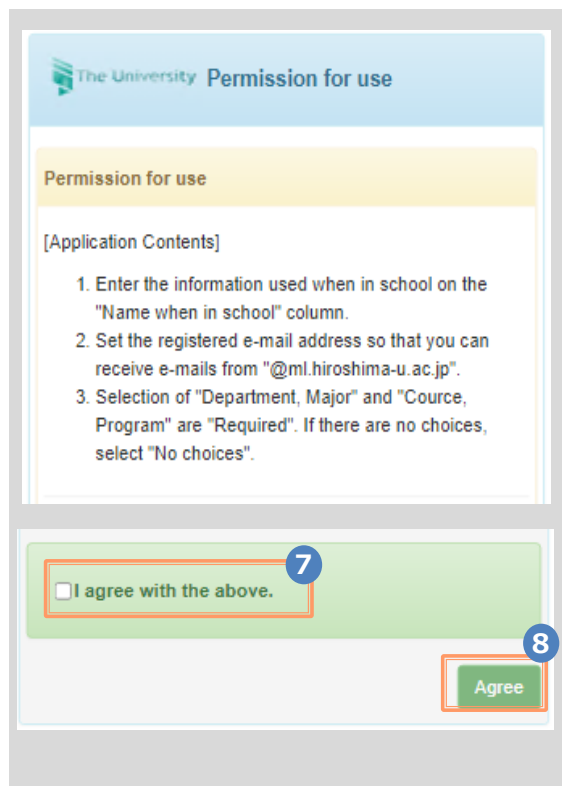 The University Permission for use
Permission for use
[Application Contents]
1. Enter the information used when in school on the
"Name when in school" column.
2. Set the registered e-mail address so that you can
receive e-mails from "@ml.hiroshima-u.ac.jp".
3. Selection of "Department, Major" and "Cource,
Program" are "Required". If there are no choices,
select "No choices".
7
I agree with the above.
8
Agree